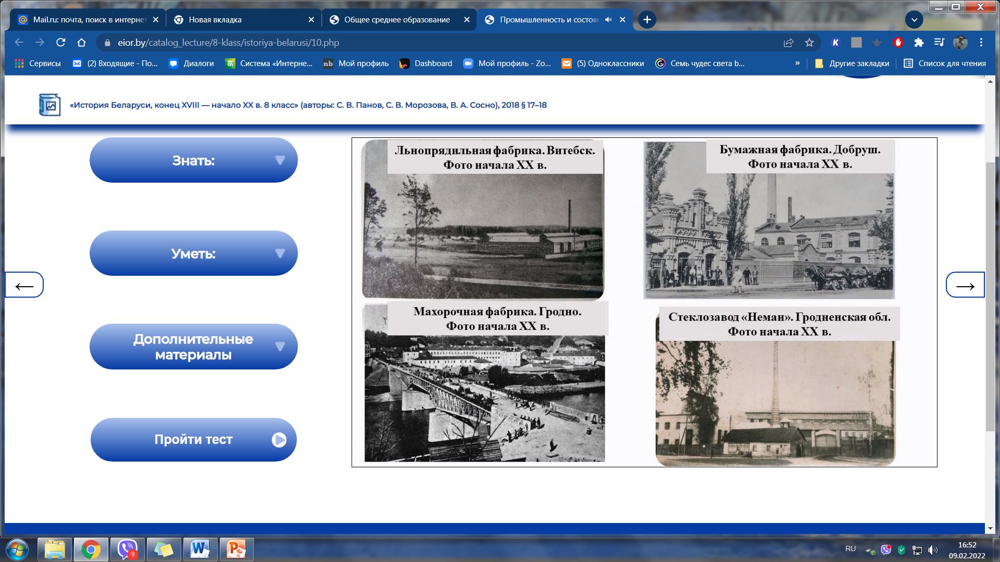 Mail.ru: почта, поиск в интернет
Новая вкладка
Общее среднее образование
Промышленность и состоян
eior.by/catalog_lecture/8-klass/istoriya-belarusi/10.php
Сервисы
(2) Входящие - По...
Диалоги
Система «Интерне...
nb Мой профиль
Dashboard
Мой профиль - Zo...
(5) Одноклассники
Семь чудес света b...
»
Другие закладки
Список для чтения
«История Беларуси, конец XVIII — начало XX в. 8 класс» (авторы: С. В. Панов, С. В. Морозова, В. А. Сосно), 2018 § 17–18
Знать:
Уметь:
Дополнительные
материалы
Пройти тест
Льнопрядильная фабрика. Витебск.
Фото начала XX в.
Бумажная фабрика. Добруш.
Фото начала XX в.
Махорочная фабрика. Гродно.
Фото начала XX в.
Стеклозавод «Неман». Гродненская обл.
Фото начала XX в.
9
RU
16:52
09.02.2022